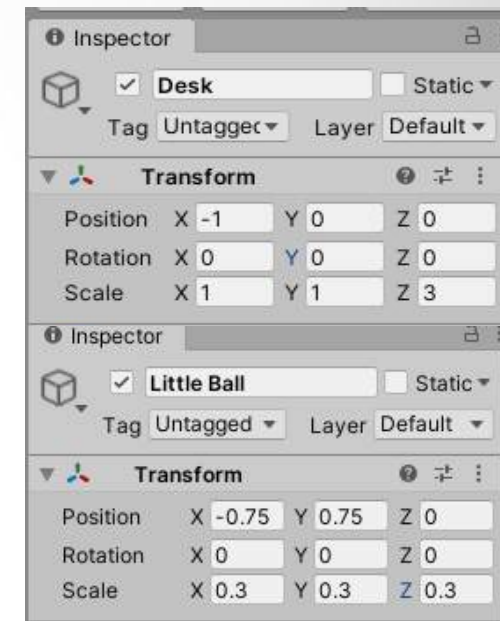 Inspector
Desk Static
Tag Untagged Layer Default
Transform
Position X -1 Y 0 Z 0
Rotation X 0 Y 0 Z 0
Scale X 1 Y 1 Z 3
Inspector
Little Ball Static
Tag Untagged Layer Default
Transform
Position X -0.75 Y 0.75 Z 0
Rotation X 0 Y 0 Z 0
Scale X 0.3 Y 0.3 Z 0.3